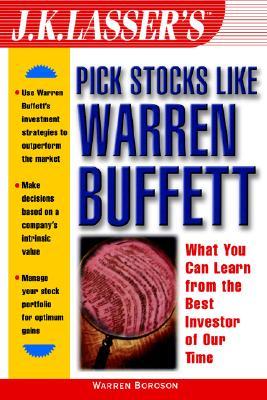 J.K.LASSER'S™
PICK STOCKS LIKE
WARREN
BUFFETT
• Use Warren
Buffett's
investment
strategies to
outperform the
market
• Make
decisions
based on a
company's
intrinsic
value
• Manage
your stock
portfolio for
optimum
gains
What You
Can Learn
from the
Best
Investor
of Our
Time
WARREN BOROSON